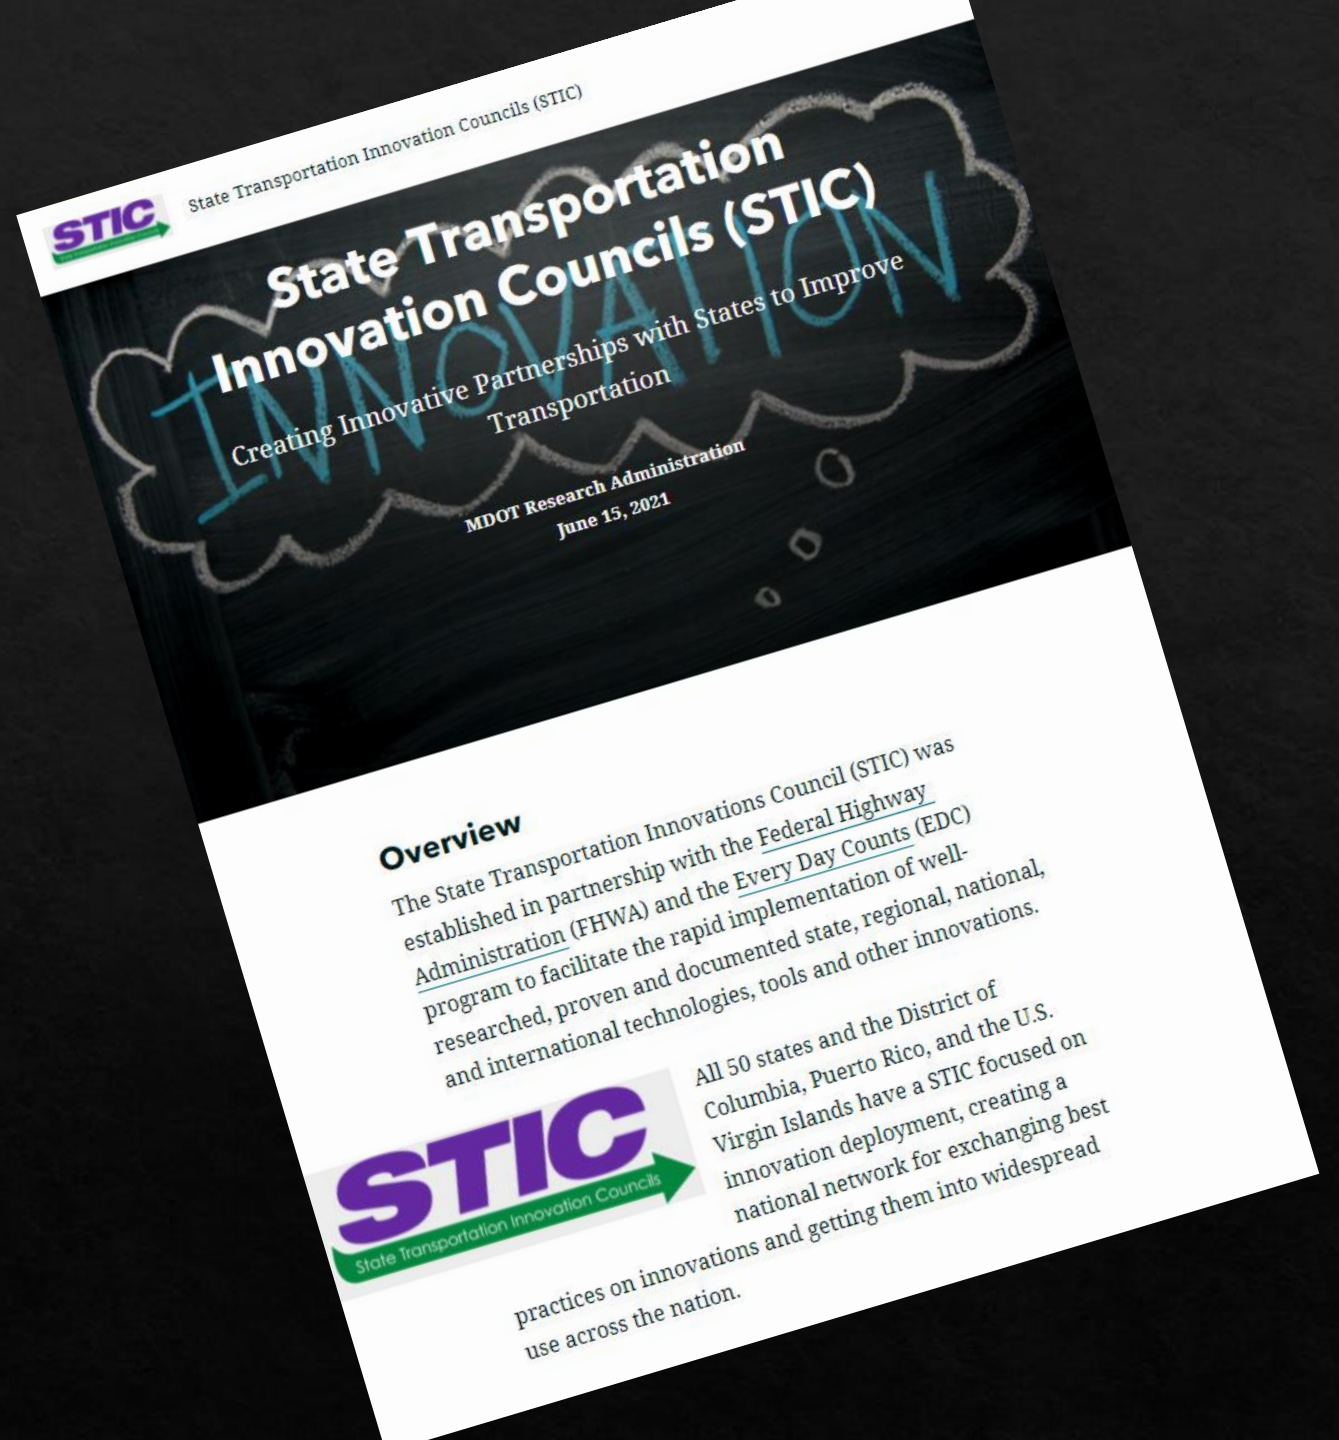 STIC
State Transportation Innovation Councils (STIC)
INNOVATION
State Transportation
Innovation Councils (STIC)
Creating Innovative Partnerships with States to Improve
Transportation
MDOT Research Administration
June 15, 2021
Overview
The State Transportation Innovations Council (STIC) was
established in partnership with the Federal Highway
Administration (FHWA) and the Every Day Counts (EDC)
program to facilitate the rapid implementation of well-
researched, proven and documented state, regional, national,
and international technologies, tools and other innovations.
STIC
State Transportation Innovation Councils
All 50 states and the District of
Columbia, Puerto Rico, and the U.S.
Virgin Islands have a STIC focused on
innovation deployment, creating a
national network for exchanging best
practices on innovations and getting them into widespread
use across the nation.